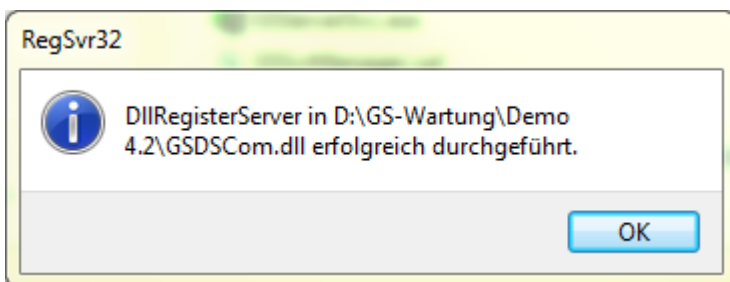 RegSvr32
DllRegisterServer in D:\GS-Wartung\Demo
4.2\GSDSCom.dll erfolgreich durchgeführt.
OK